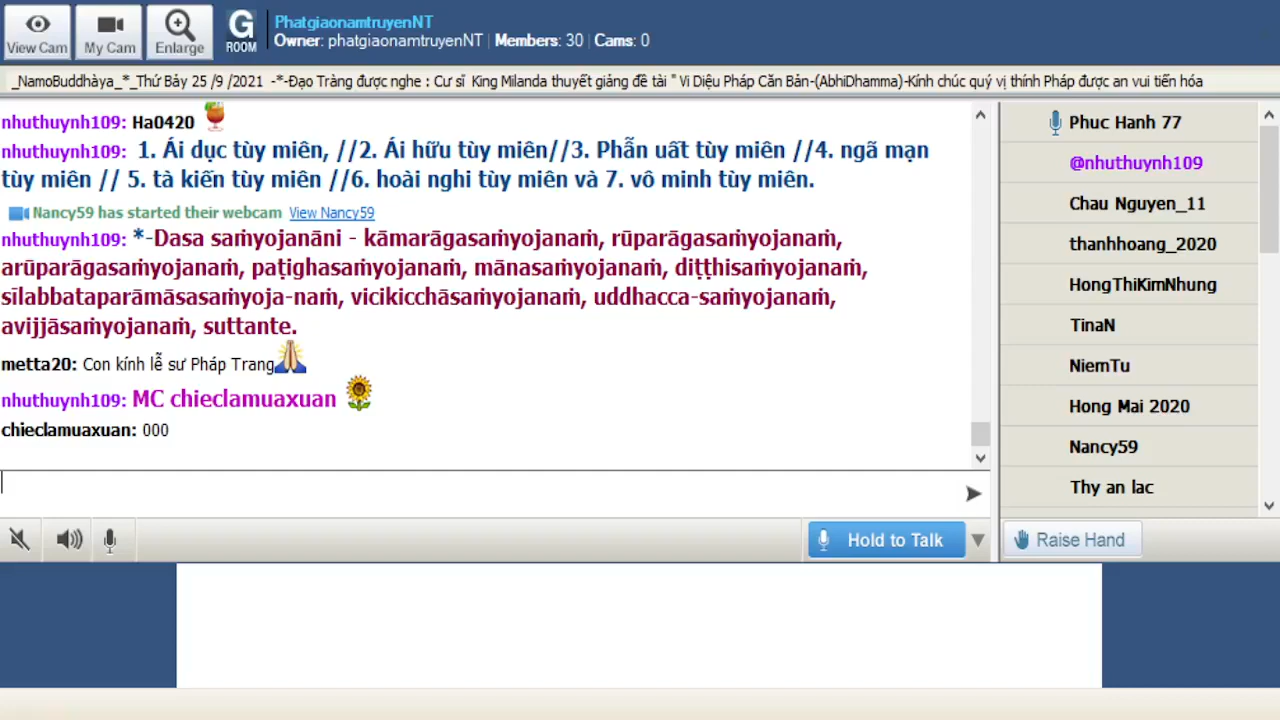 View Cam
My Cam
Enlarge
G
ROOM
PhatgiaonamtruyenNT
Owner: phatgiaonamtruyenNT | Members: 30 | Cams: 0
_NamoBuddhàya_*_Thứ Bảy 25 /9 /2021 -*-Đạo Tràng được nghe : Cư sĩ King Milanda thuyết giảng đề tài " Vi Diệu Pháp Căn Bản-(AbhiDhamma)-Kính chúc quý vị thính Pháp được an vui tiến hóa
nhuthuynh109: Ha0420
nhuthuynh109: 1. Ái dục tùy miên, //2. Ái hữu tùy miên//3. Phẫn uất tùy miên //4. ngã mạn
tùy miên // 5. tà kiến tùy miên //6. hoài nghi tùy miên và 7. vô minh tùy miên.
Nancy59 has started their webcam View Nancy59
nhuthuynh109: *-Dasa saṁyojanāni - kāmarāgasaṁyojanaṁ, rūparāgasaṁyojanaṁ,
arūparāgasaṁyojanaṁ, paṭighasaṁyojanaṁ, mānasaṁyojanaṁ, diṭṭhisaṁyojanaṁ,
sīlabbataparāmāsasaṁyoja-naṁ, vicikicchāsaṁyojanaṁ, uddhacca-saṁyojanaṁ,
avijjāsaṁyojanaṁ, suttante.
metta20: Con kính lễ sư Pháp Trang
nhuthuynh109: MC chieclamuaxuan
chieclamuaxuan: 000
Phuc Hanh 77
@nhuthuynh109
Chau Nguyen_11
thanhhoang_2020
HongThiKimNhung
TinaN
NiemTu
Hong Mai 2020
Nancy59
Thy an lac
Hold to Talk
Raise Hand